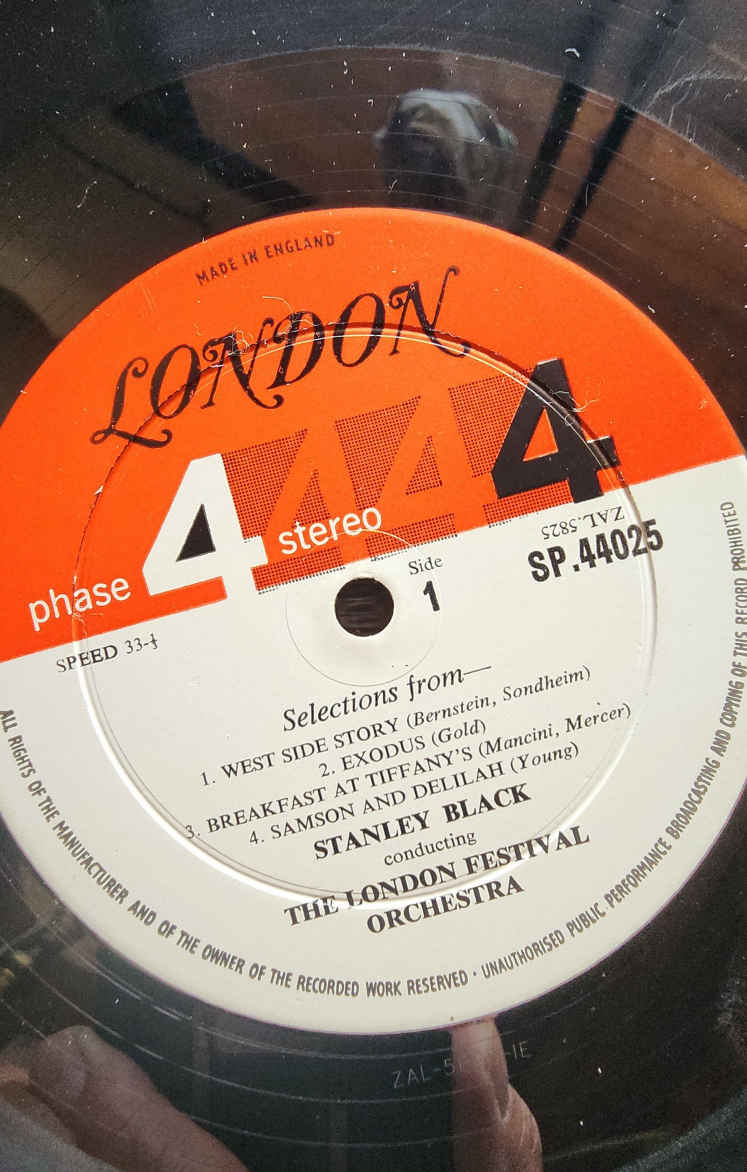 MADE IN ENGLAND
LONDON
phase 4 stereo 4 4 4
ZAL.5825
SP.44025
Side
1
SPEED 33-⅓
Selections from—
1. WEST SIDE STORY (Bernstein, Sondheim)
2. EXODUS (Gold)
3. BREAKFAST AT TIFFANY'S (Mancini, Mercer)
4. SAMSON AND DELILAH (Young)
STANLEY BLACK
conducting
THE LONDON FESTIVAL
ORCHESTRA
ALL RIGHTS OF THE MANUFACTURER AND OF THE OWNER OF THE RECORDED WORK RESERVED · UNAUTHORISED PUBLIC PERFORMANCE BROADCASTING AND COPYING OF THIS RECORD PROHIBITED